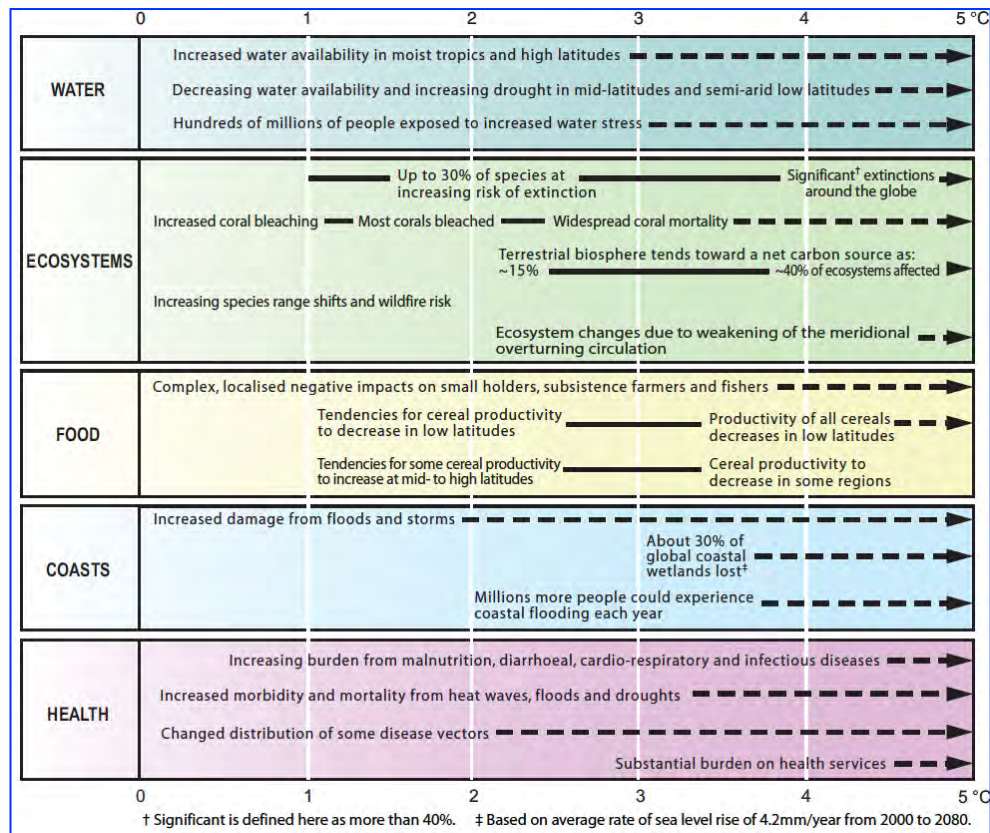 0 1 2 3 4 5 °C
WATER
Increased water availability in moist tropics and high latitudes
Decreasing water availability and increasing drought in mid-latitudes and semi-arid low latitudes
Hundreds of millions of people exposed to increased water stress
ECOSYSTEMS
Up to 30% of species at
increasing risk of extinction
Significant† extinctions
around the globe
Increased coral bleaching Most corals bleached Widespread coral mortality
Terrestrial biosphere tends toward a net carbon source as:
~15% ~40% of ecosystems affected
Increasing species range shifts and wildfire risk
Ecosystem changes due to weakening of the meridional
overturning circulation
FOOD
Complex, localised negative impacts on small holders, subsistence farmers and fishers
Tendencies for cereal productivity
to decrease in low latitudes
Productivity of all cereals
decreases in low latitudes
Tendencies for some cereal productivity
to increase at mid- to high latitudes
Cereal productivity to
decrease in some regions
COASTS
Increased damage from floods and storms
About 30% of
global coastal
wetlands lost‡
Millions more people could experience
coastal flooding each year
HEALTH
Increasing burden from malnutrition, diarrhoeal, cardio-respiratory and infectious diseases
Increased morbidity and mortality from heat waves, floods and droughts
Changed distribution of some disease vectors
Substantial burden on health services
0 1 2 3 4 5 °C
† Significant is defined here as more than 40%. ‡ Based on average rate of sea level rise of 4.2mm/year from 2000 to 2080.